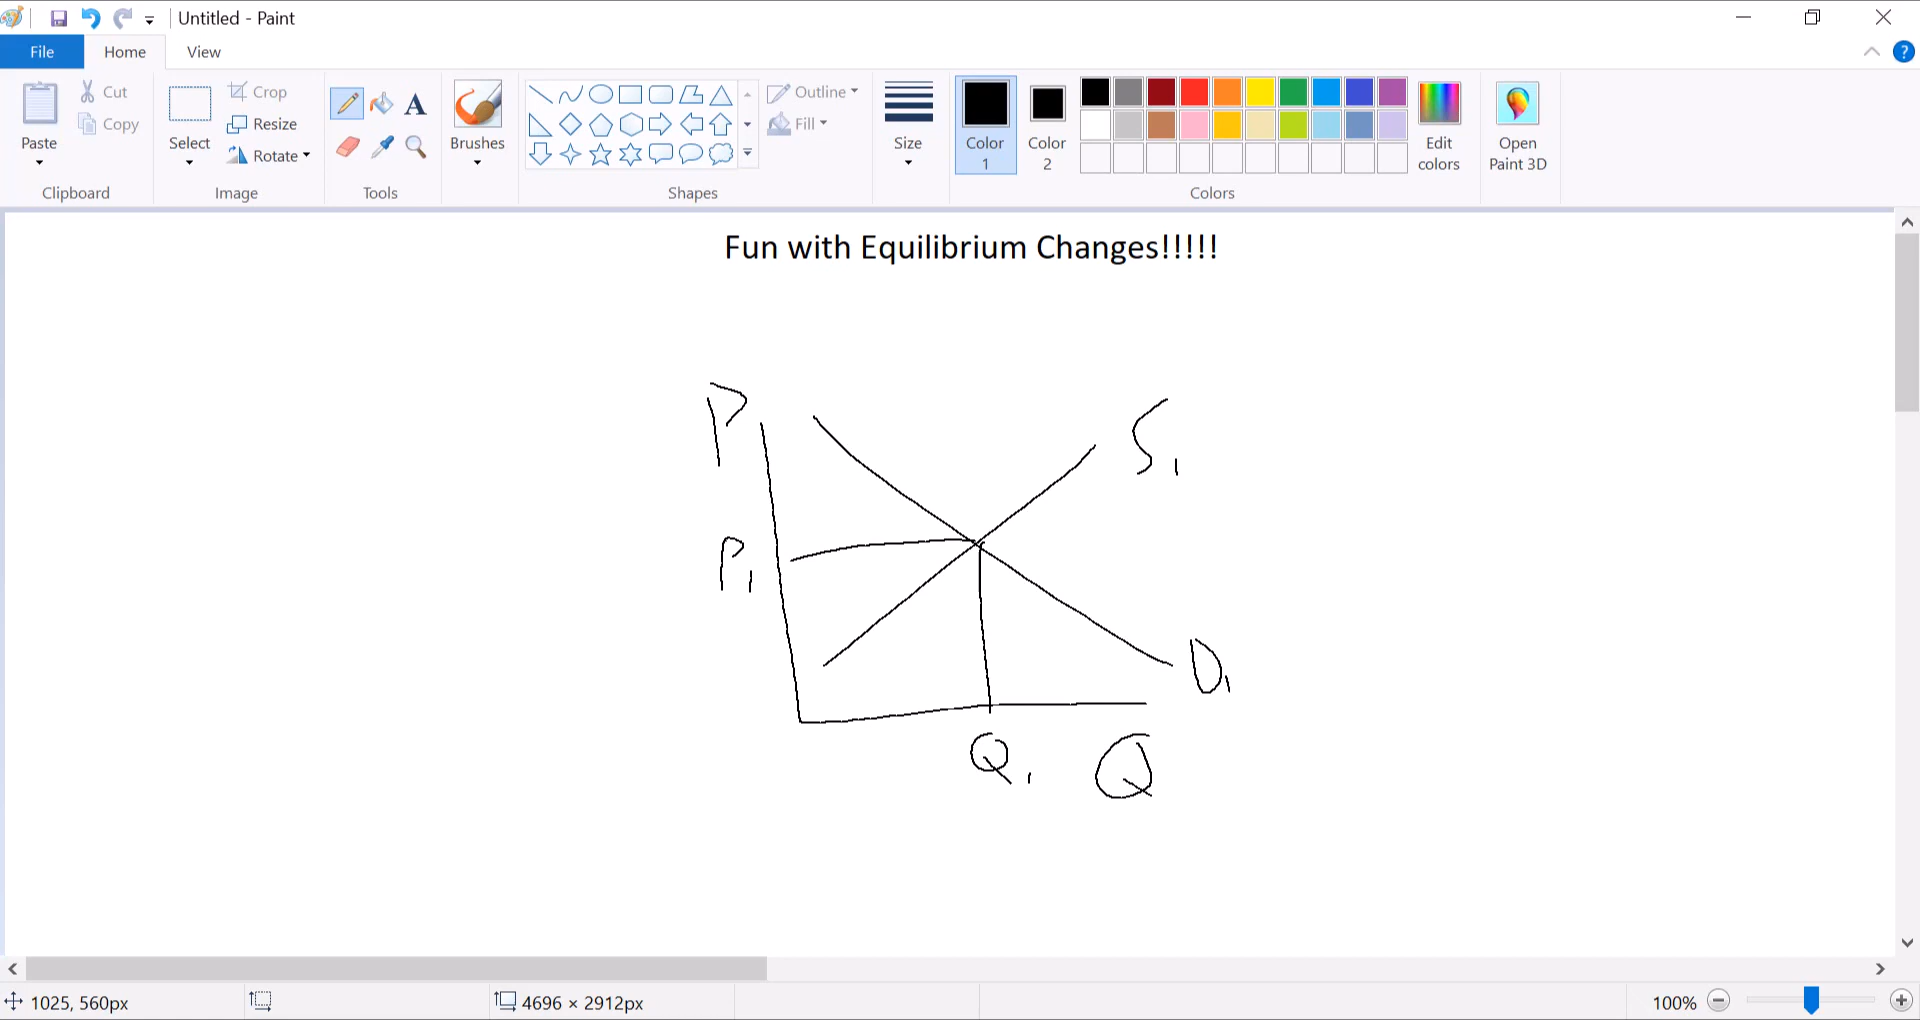 Untitled - Paint
File Home View
Paste
Cut
Copy
Clipboard
Select
Crop
Resize
Rotate
Image
Tools
Brushes
Shapes
Outline
Fill
Size
Color 1
Color 2
Colors
Edit colors
Open Paint 3D
Fun with Equilibrium Changes!!!!!
P
S1
P1
D1
Q1 Q
1025, 560px
4696 × 2912px
100%